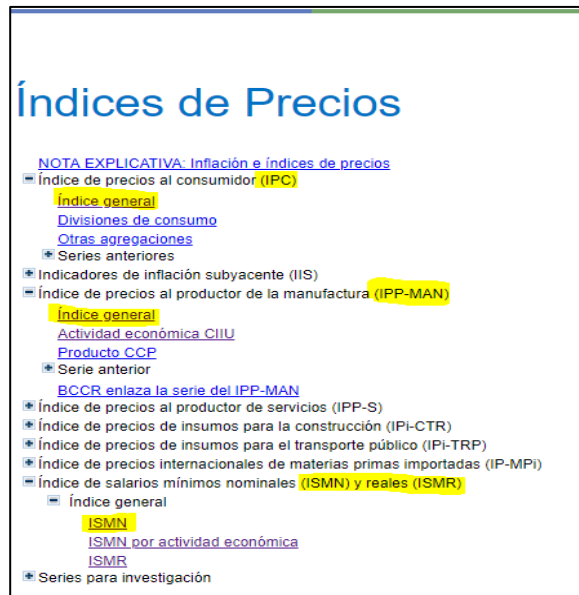 Índices de Precios
NOTA EXPLICATIVA: Inflación e índices de precios
Índice de precios al consumidor (IPC)
Índice general
Divisiones de consumo
Otras agregaciones
Series anteriores
Indicadores de inflación subyacente (IIS)
Índice de precios al productor de la manufactura (IPP-MAN)
Índice general
Actividad económica CIIU
Producto CCP
Serie anterior
BCCR enlaza la serie del IPP-MAN
Índice de precios al productor de servicios (IPP-S)
Índice de precios de insumos para la construcción (IPi-CTR)
Índice de precios de insumos para el transporte público (IPi-TRP)
Índice de precios internacionales de materias primas importadas (IP-MPi)
Índice de salarios mínimos nominales (ISMN) y reales (ISMR)
Índice general
ISMN
ISMN por actividad económica
ISMR
Series para investigación